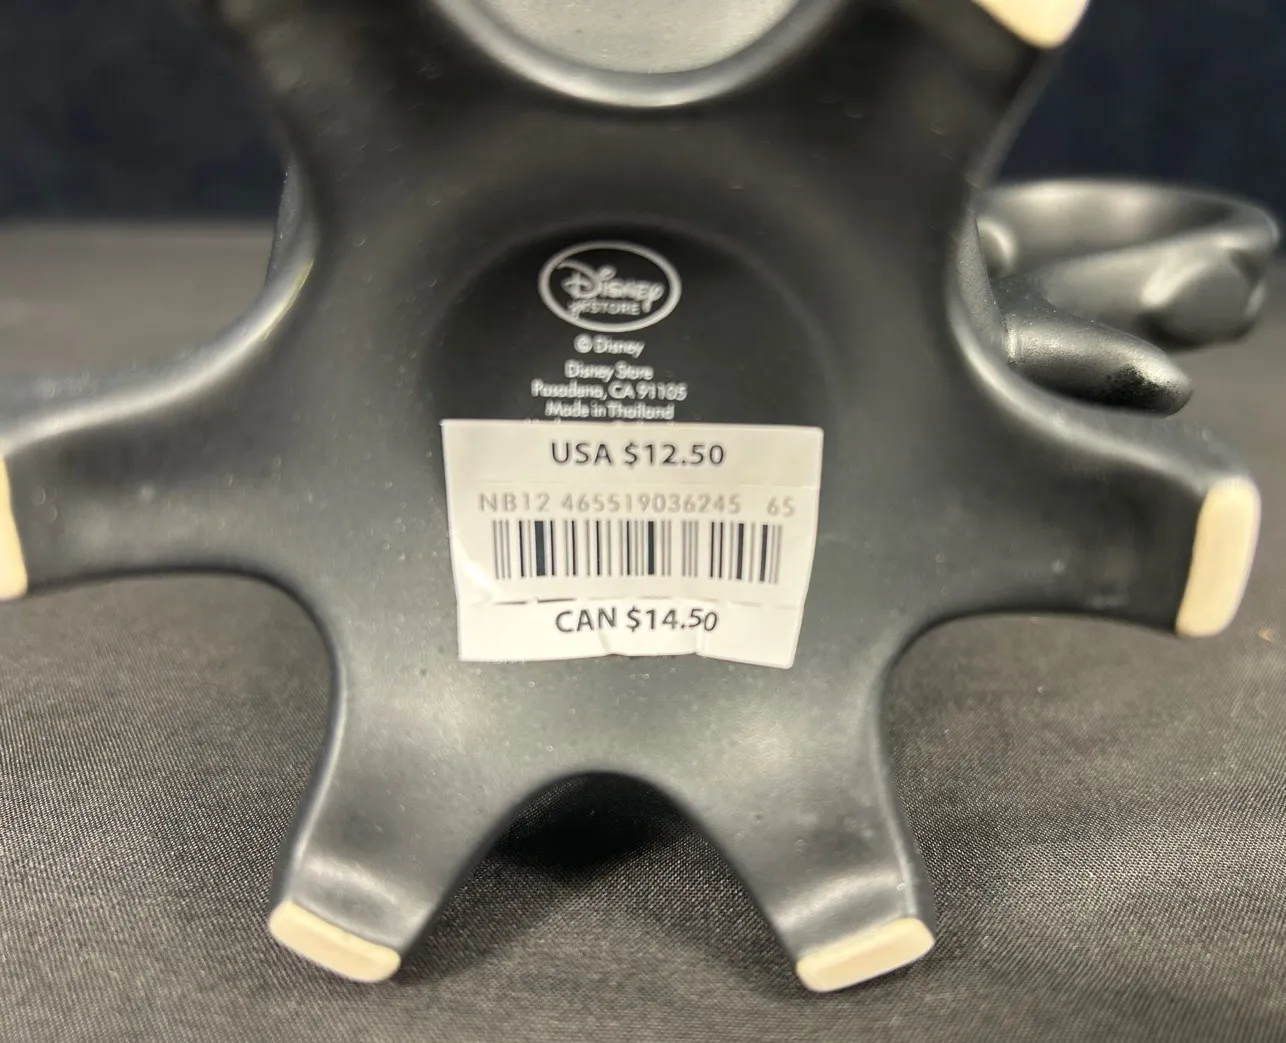 Disney
STORE
© Disney
Disney Store
Pasadena, CA 91105
Made in Thailand
USA $12.50
NB12 465519036245 6S
CAN $14.50